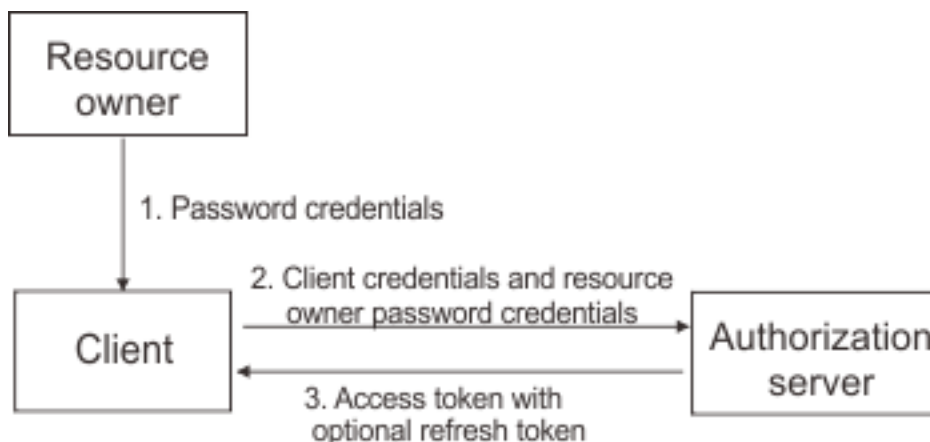 Resource
owner
1. Password credentials
2. Client credentials and resource
owner password credentials
Client
Authorization
server
3. Access token with
optional refresh token